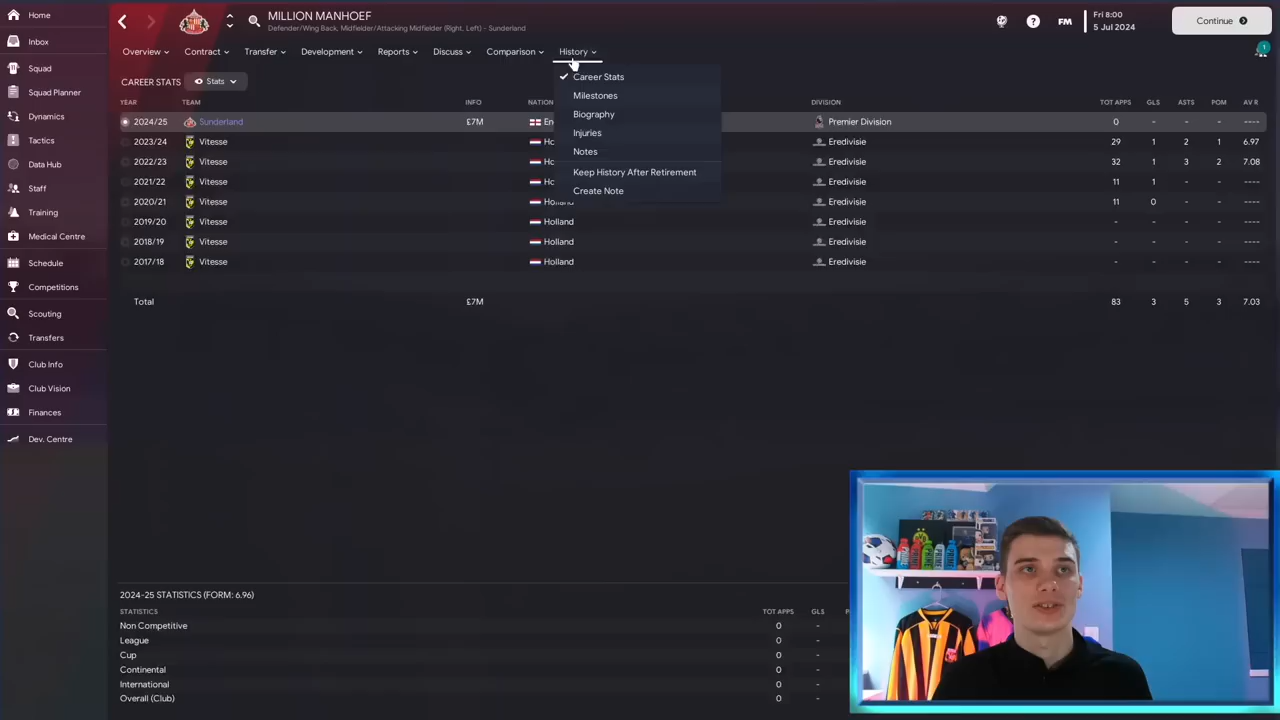 Home
MILLION MANHOEF
Defender/Wing Back, Midfielder/Attacking Midfielder (Right, Left) - Sunderland
FM
Fri 8:00
5 Jul 2024
Continue
Inbox
Overview
Contract
Transfer
Development
Reports
Discuss
Comparison
History
1
Squad
CAREER STATS
Stats
Career Stats
Squad Planner
Milestones
YEAR TEAM INFO NATION DIVISION TOT APPS GLS ASTS POM AV R
Dynamics
Biography
2024/25 Sunderland £7M En Premier Division 0 - - - ----
Tactics
Injuries
2023/24 Vitesse Ho Eredivisie 29 1 2 1 6.97
Data Hub
Notes
2022/23 Vitesse Ho Eredivisie 32 1 3 2 7.08
Staff
Keep History After Retirement
2021/22 Vitesse Ho Eredivisie 11 1 - - ----
Training
Create Note
2020/21 Vitesse Holland Eredivisie 11 0 - - ----
2019/20 Vitesse Holland Eredivisie - - - - ----
Medical Centre
2018/19 Vitesse Holland Eredivisie - - - - ----
Schedule
2017/18 Vitesse Holland Eredivisie - - - - ----
Competitions
Total £7M 83 3 5 3 7.03
Scouting
Transfers
Club Info
Club Vision
Finances
Dev. Centre
2024-25 STATISTICS (FORM: 6.96)
STATISTICS TOT APPS GLS
Non Competitive 0 -
League 0 -
Cup 0 -
Continental 0 -
International 0 -
Overall (Club) 0 -